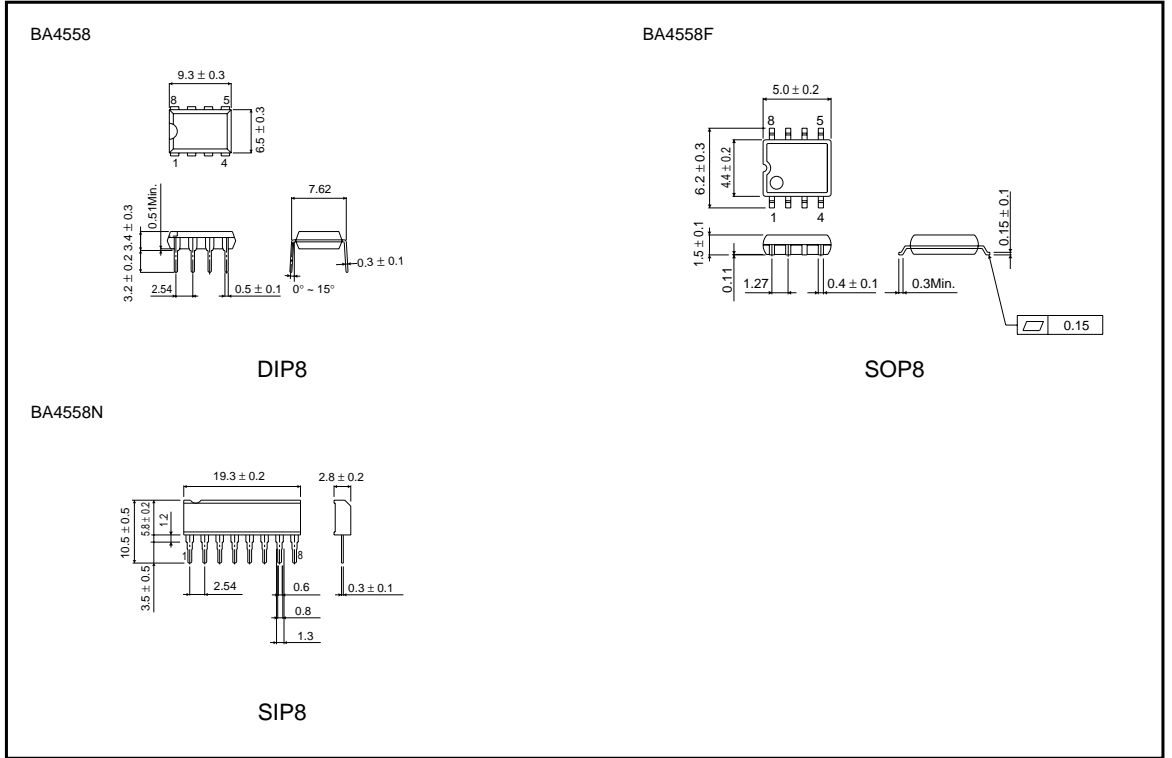 BA4558
9.3 ± 0.3
8 5
6.5 ± 0.3
1 4
0.51Min.
3.2 ± 0.2 3.4 ± 0.3
7.62
2.54
0.5 ± 0.1
0° ~ 15°
0.3 ± 0.1
DIP8
BA4558F
5.0 ± 0.2
8 5
6.2 ± 0.3
4.4 ± 0.2
1 4
1.5 ± 0.1
0.11
1.27
0.4 ± 0.1
0.3Min.
0.15 ± 0.1
0.15
SOP8
BA4558N
19.3 ± 0.2
2.8 ± 0.2
10.5 ± 0.5
5.8 ± 0.2
1.2
3.5 ± 0.5
1 8
2.54
0.6
0.3 ± 0.1
0.8
1.3
SIP8